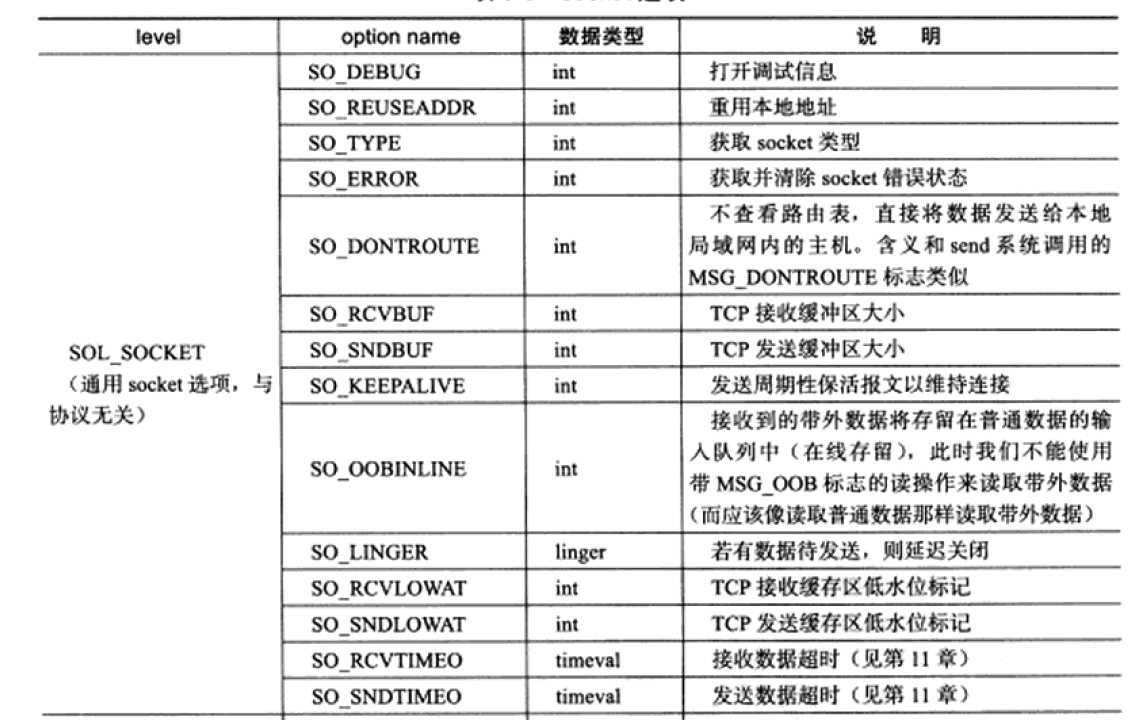 level option name 数据类型 说 明
SO_DEBUG int 打开调试信息
SO_REUSEADDR int 重用本地地址
SO_TYPE int 获取 socket 类型
SO_ERROR int 获取并清除 socket 错误状态
SO_DONTROUTE int 不查看路由表，直接将数据发送给本地
局域网内的主机。含义和 send 系统调用的
MSG_DONTROUTE 标志类似
SO_RCVBUF int TCP 接收缓冲区大小
SOL_SOCKET
（通用 socket 选项，与
协议无关）
SO_SNDBUF int TCP 发送缓冲区大小
SO_KEEPALIVE int 发送周期性保活报文以维持连接
SO_OOBINLINE int 接收到的带外数据将存留在普通数据的输
入队列中（在线存留），此时我们不能使用
带 MSG_OOB 标志的读操作来读取带外数据
（而应该像读取普通数据那样读取带外数据）
SO_LINGER linger 若有数据待发送，则延迟关闭
SO_RCVLOWAT int TCP 接收缓存区低水位标记
SO_SNDLOWAT int TCP 发送缓存区低水位标记
SO_RCVTIMEO timeval 接收数据超时（见第 11 章）
SO_SNDTIMEO timeval 发送数据超时（见第 11 章）